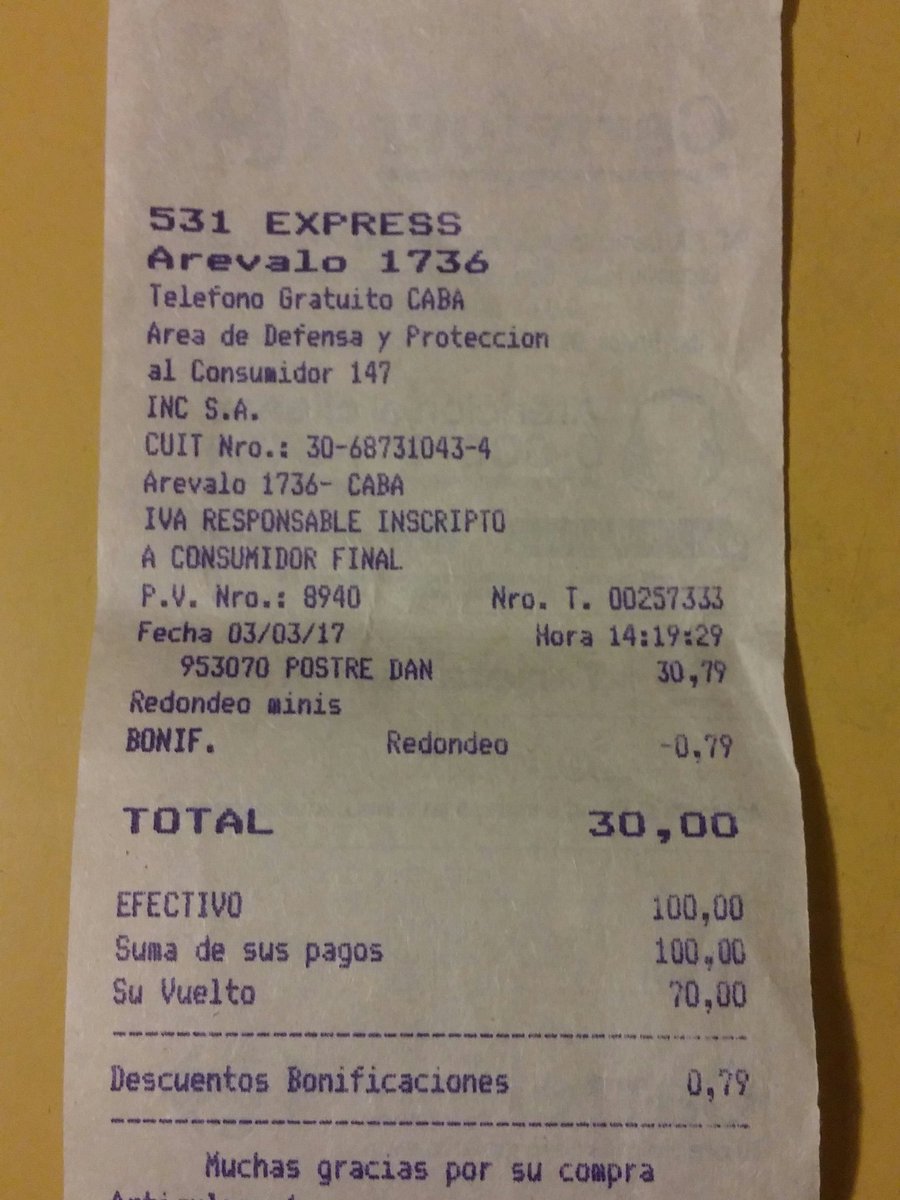 531 EXPRESS
Arevalo 1736
Telefono Gratuito CABA
Area de Defensa y Proteccion
al Consumidor 147
INC S.A.
CUIT Nro.: 30-68731043-4
Arevalo 1736- CABA
IVA RESPONSABLE INSCRIPTO
A CONSUMIDOR FINAL
P.V. Nro.: 8940 Nro. T. 00257333
Fecha 03/03/17 Hora 14:19:29
953070 POSTRE DAN 30,79
Redondeo minis
BONIF. Redondeo -0,79
TOTAL 30,00
EFECTIVO 100,00
Suma de sus pagos 100,00
Su Vuelto 70,00
Descuentos Bonificaciones 0,79
Muchas gracias por su compra